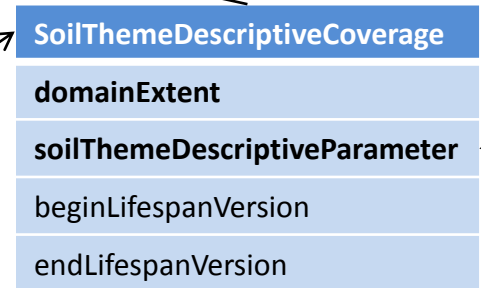 SoilThemeDescriptiveCoverage
domainExtent
soilThemeDescriptiveParameter
beginLifespanVersion
endLifespanVersion